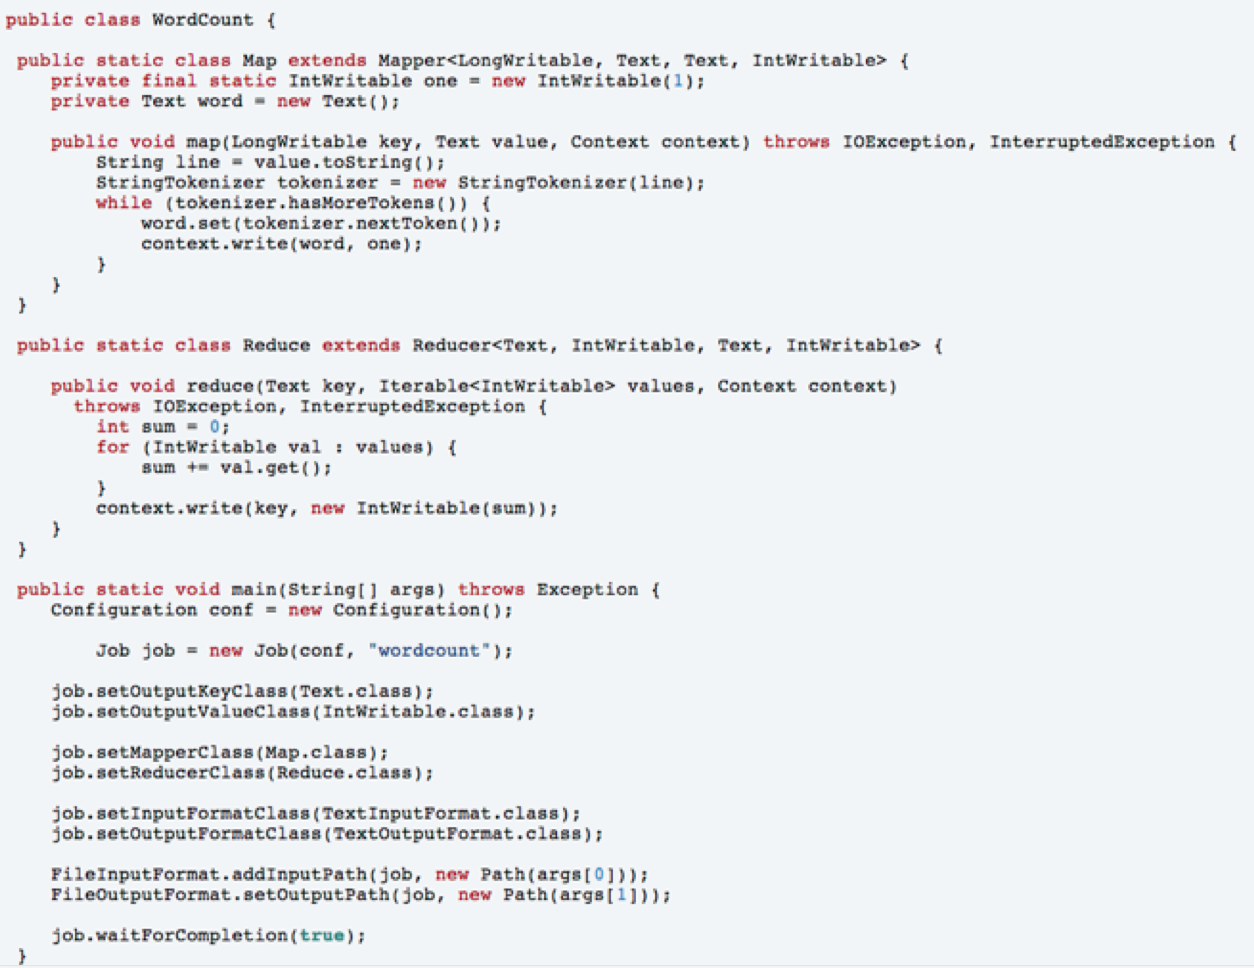 public class WordCount {
public static class Map extends Mapper<LongWritable, Text, Text, IntWritable> {
private final static IntWritable one = new IntWritable(1);
private Text word = new Text();
public void map(LongWritable key, Text value, Context context) throws IOException, InterruptedException {
String line = value.toString();
StringTokenizer tokenizer = new StringTokenizer(line);
while (tokenizer.hasMoreTokens()) {
word.set(tokenizer.nextToken());
context.write(word, one);
}
}
}
public static class Reduce extends Reducer<Text, IntWritable, Text, IntWritable> {
public void reduce(Text key, Iterable<IntWritable> values, Context context)
throws IOException, InterruptedException {
int sum = 0;
for (IntWritable val : values) {
sum += val.get();
}
context.write(key, new IntWritable(sum));
}
}
public static void main(String[] args) throws Exception {
Configuration conf = new Configuration();
Job job = new Job(conf, "wordcount");
job.setOutputKeyClass(Text.class);
job.setOutputValueClass(IntWritable.class);
job.setMapperClass(Map.class);
job.setReducerClass(Reduce.class);
job.setInputFormatClass(TextInputFormat.class);
job.setOutputFormatClass(TextOutputFormat.class);
FileInputFormat.addInputPath(job, new Path(args[0]));
FileOutputFormat.setOutputPath(job, new Path(args[1]));
job.waitForCompletion(true);
}